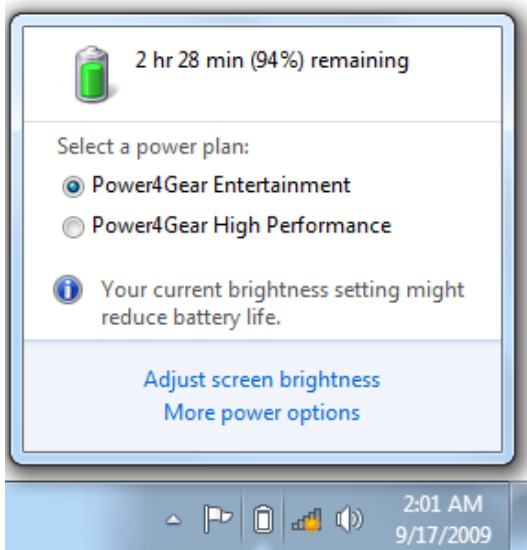 2 hr 28 min (94%) remaining
Select a power plan:
Power4Gear Entertainment
Power4Gear High Performance
Your current brightness setting might
reduce battery life.
Adjust screen brightness
More power options
2:01 AM
9/17/2009